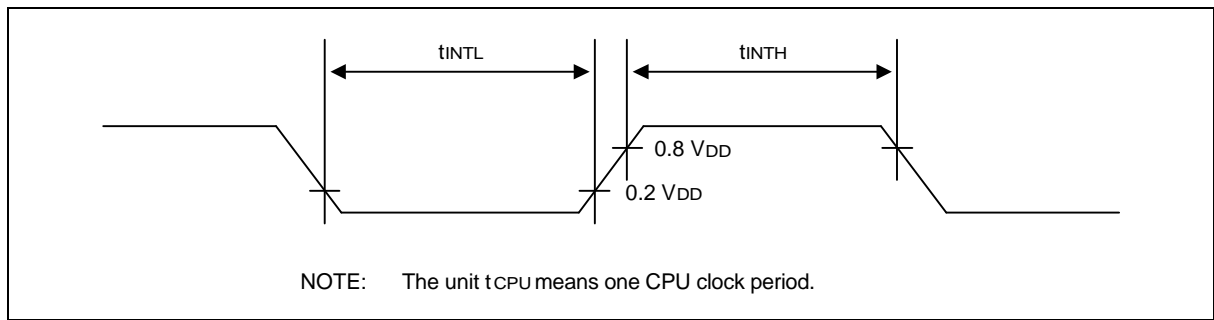 tINTL
tINTH
0.8 VDD
0.2 VDD
NOTE: The unit tCPU means one CPU clock period.